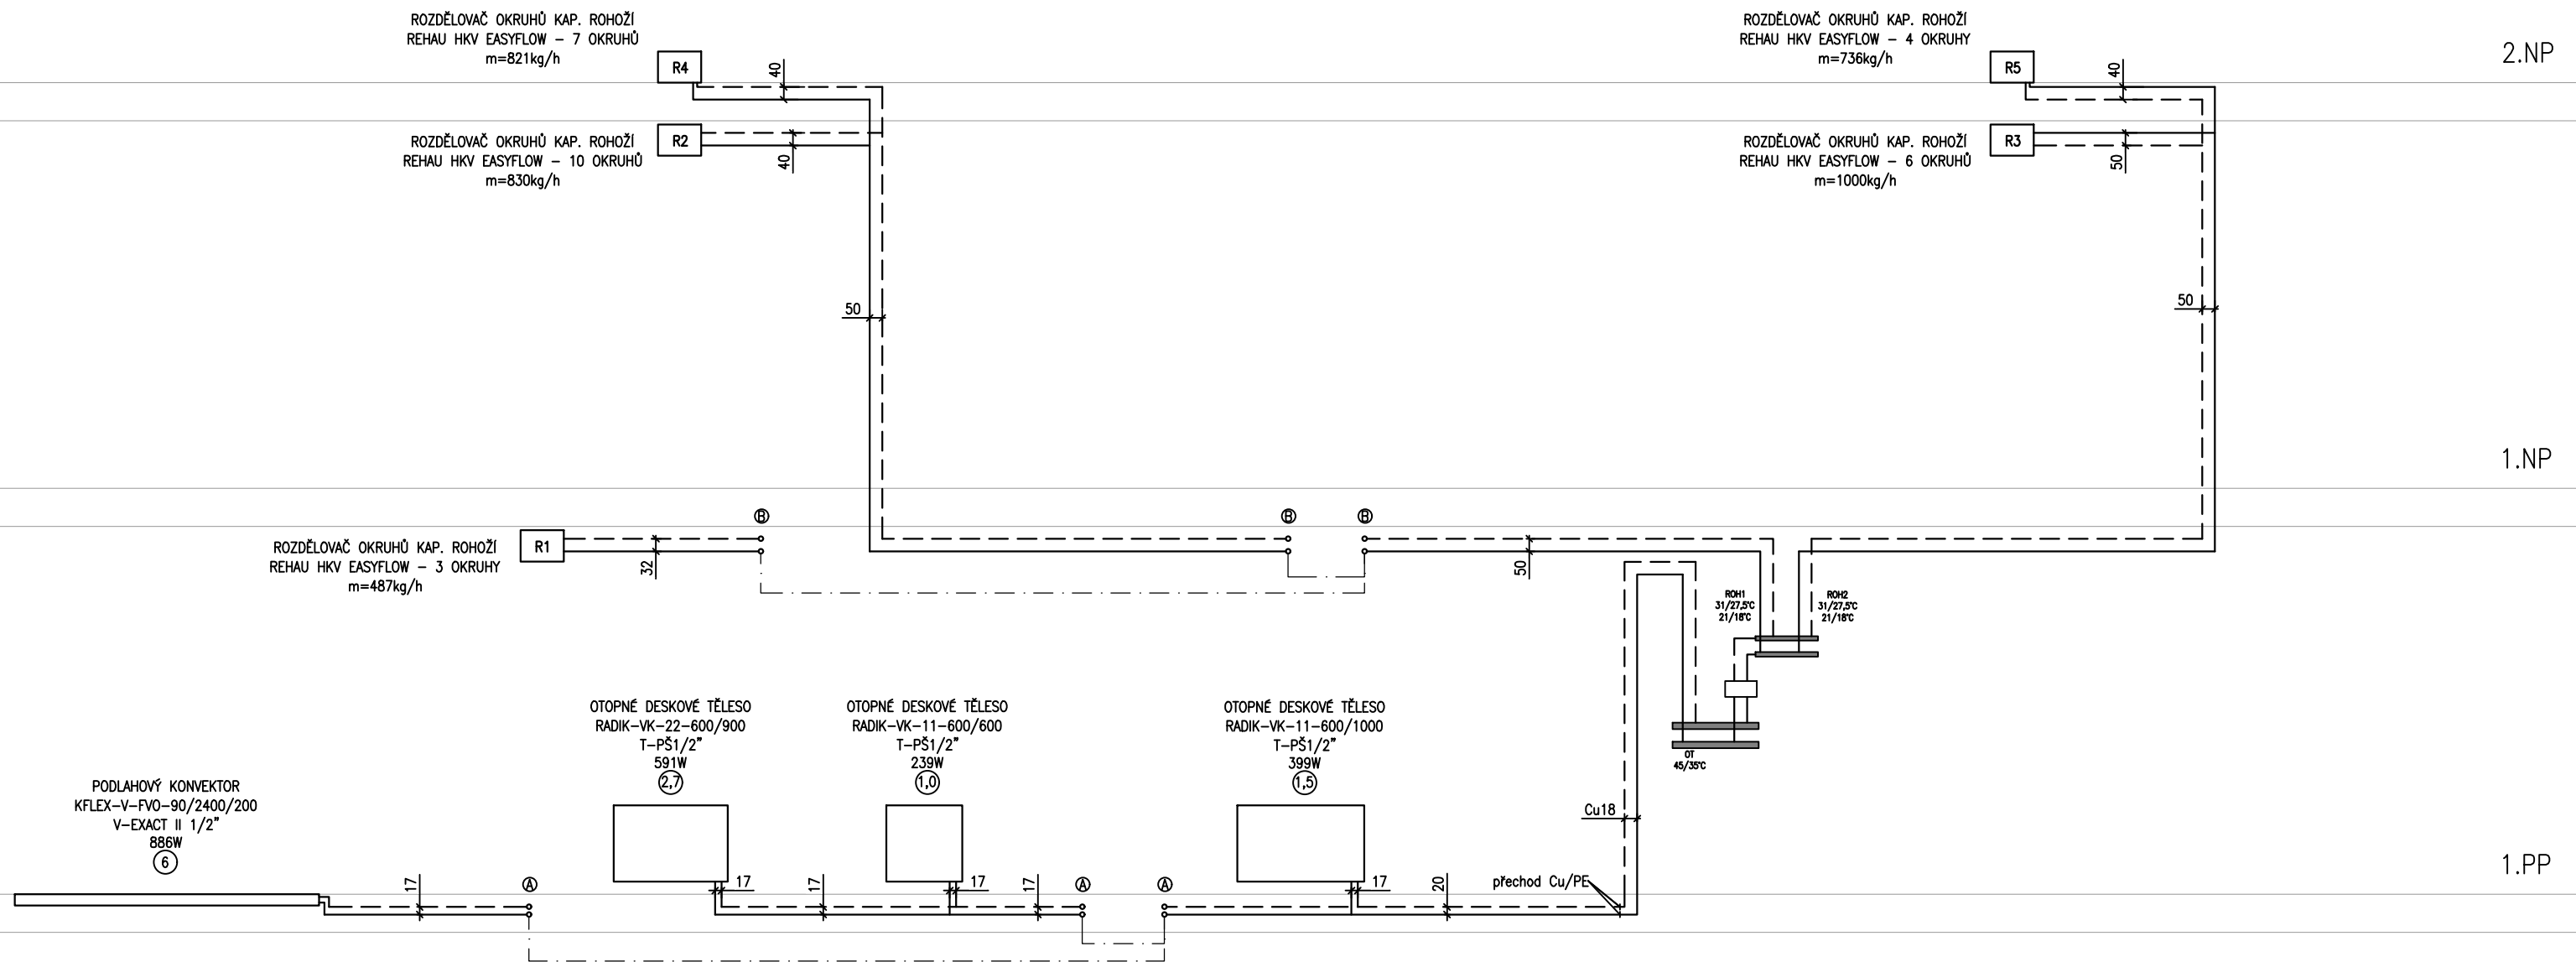 ROZDĚLOVAČ OKRUHŮ KAP. ROHOŽÍ
REHAU HKV EASYFLOW – 7 OKRUHŮ
m=821kg/h
R4
40
ROZDĚLOVAČ OKRUHŮ KAP. ROHOŽÍ
REHAU HKV EASYFLOW – 4 OKRUHY
m=736kg/h
R5
40
2.NP
ROZDĚLOVAČ OKRUHŮ KAP. ROHOŽÍ
REHAU HKV EASYFLOW – 10 OKRUHŮ
m=830kg/h
R2
40
ROZDĚLOVAČ OKRUHŮ KAP. ROHOŽÍ
REHAU HKV EASYFLOW – 6 OKRUHŮ
m=1000kg/h
R3
50
50
50
1.NP
B
B
B
ROZDĚLOVAČ OKRUHŮ KAP. ROHOŽÍ
REHAU HKV EASYFLOW – 3 OKRUHY
m=487kg/h
R1
32
50
ROH1
31/27,5°C
21/18°C
ROH2
31/27,5°C
21/18°C
OT
45/35°C
OTOPNÉ DESKOVÉ TĚLESO
RADIK–VK–22–600/900
T–PŠ1/2"
591W
2,7
OTOPNÉ DESKOVÉ TĚLESO
RADIK–VK–11–600/600
T–PŠ1/2"
239W
1,0
OTOPNÉ DESKOVÉ TĚLESO
RADIK–VK–11–600/1000
T–PŠ1/2"
399W
1,5
PODLAHOVÝ KONVEKTOR
KFLEX–V–FVO–90/2400/200
V–EXACT II 1/2"
886W
6
Cu18
1.PP
17
A
17
17
17
17
A
A
17
20
přechod Cu/PE